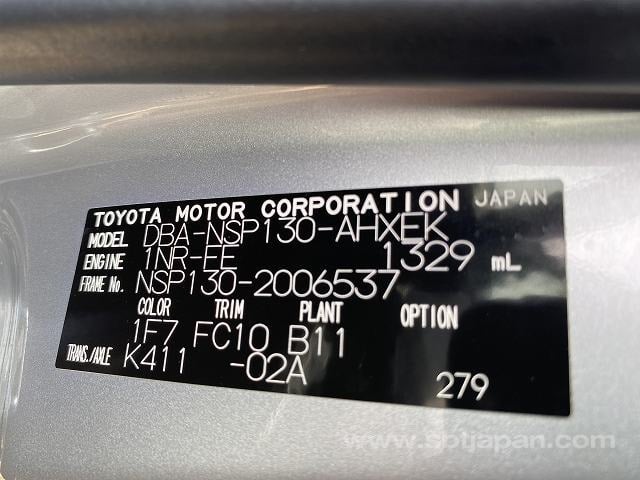 TOYOTA MOTOR CORPORATION JAPAN
MODEL DBA-NSP130-AHXEK
ENGINE 1NR-FE 1329 mL
FRAME No. NSP130-2006537
COLOR TRIM PLANT OPTION
1F7 FC10 B11
TRANS./AXLE K411 -02A
279
www.sbtjapan.com